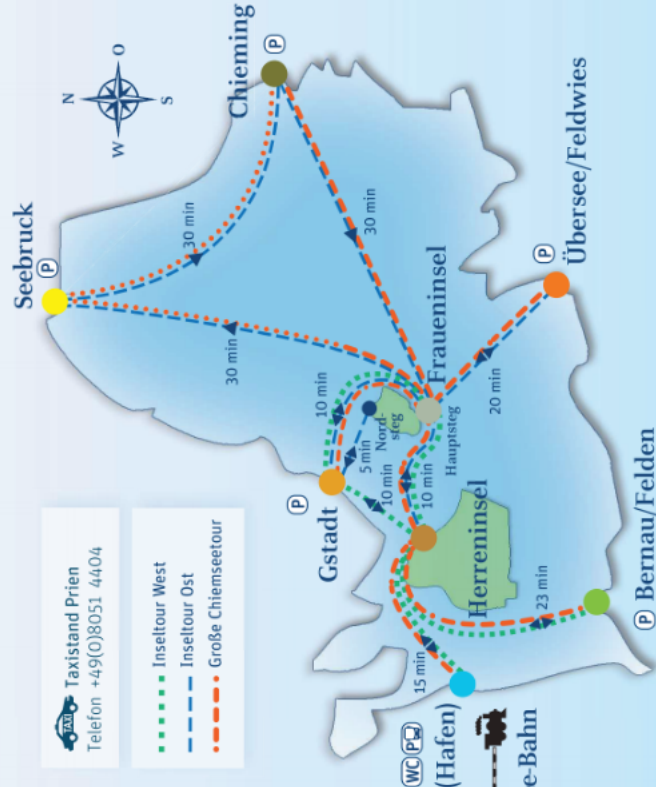 N
W
O
S
Seebruck
P
Chieming
P
30 min
30 min
30 min
TAXI
Taxistand Prien
Telefon +49(0)8051 4404
Inseltour West
Inseltour Ost
Große Chiemseetour
P
Gstadt
10 min
5 min
Nord-
steg
10 min
10 min
Hauptsteg
Fraueninsel
20 min
P
Übersee/Feldwies
Herreninsel
23 min
15 min
WC P
(Hafen)
e-Bahn
P Bernau/Felden